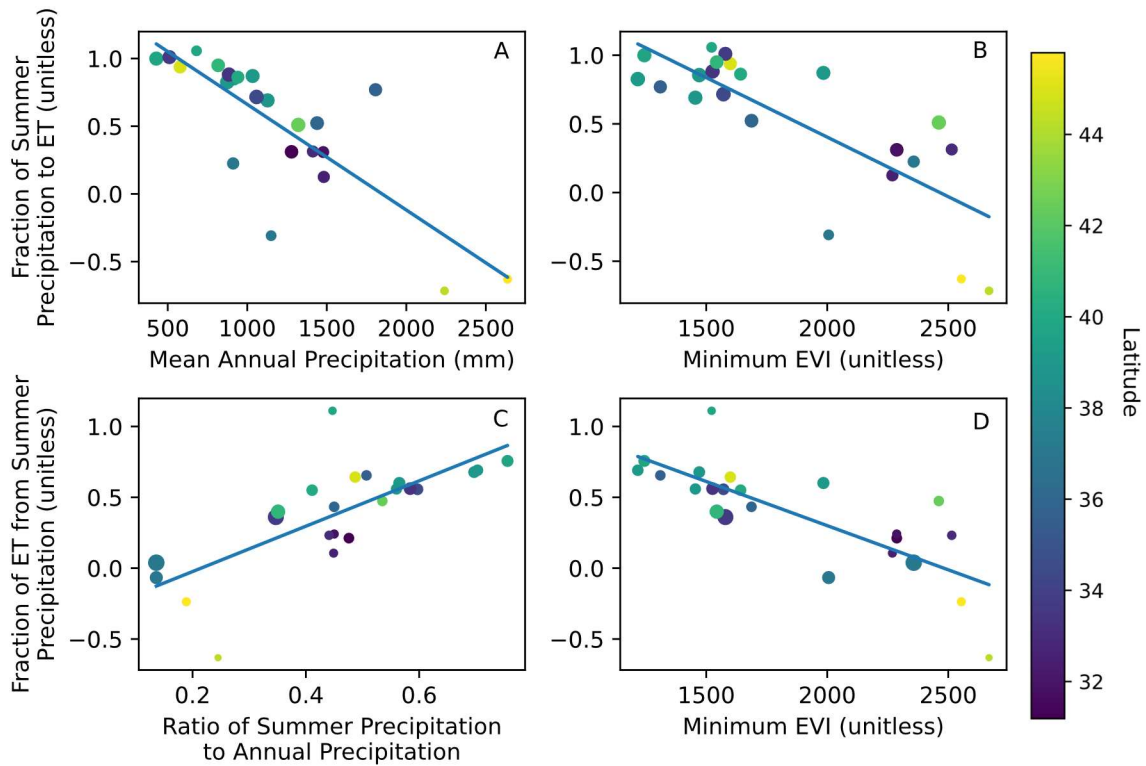 Fraction of Summer
Precipitation to ET (unitless)
1.0
0.5
0.0
−0.5
A
500 1000 1500 2000 2500
Mean Annual Precipitation (mm)
1.0
0.5
0.0
−0.5
B
1500 2000 2500
Minimum EVI (unitless)
Fraction of ET from Summer
Precipitation (unitless)
1.0
0.5
0.0
−0.5
C
0.2 0.4 0.6
Ratio of Summer Precipitation
to Annual Precipitation
1.0
0.5
0.0
−0.5
D
1500 2000 2500
Minimum EVI (unitless)
44
42
40
38
36
34
32
Latitude